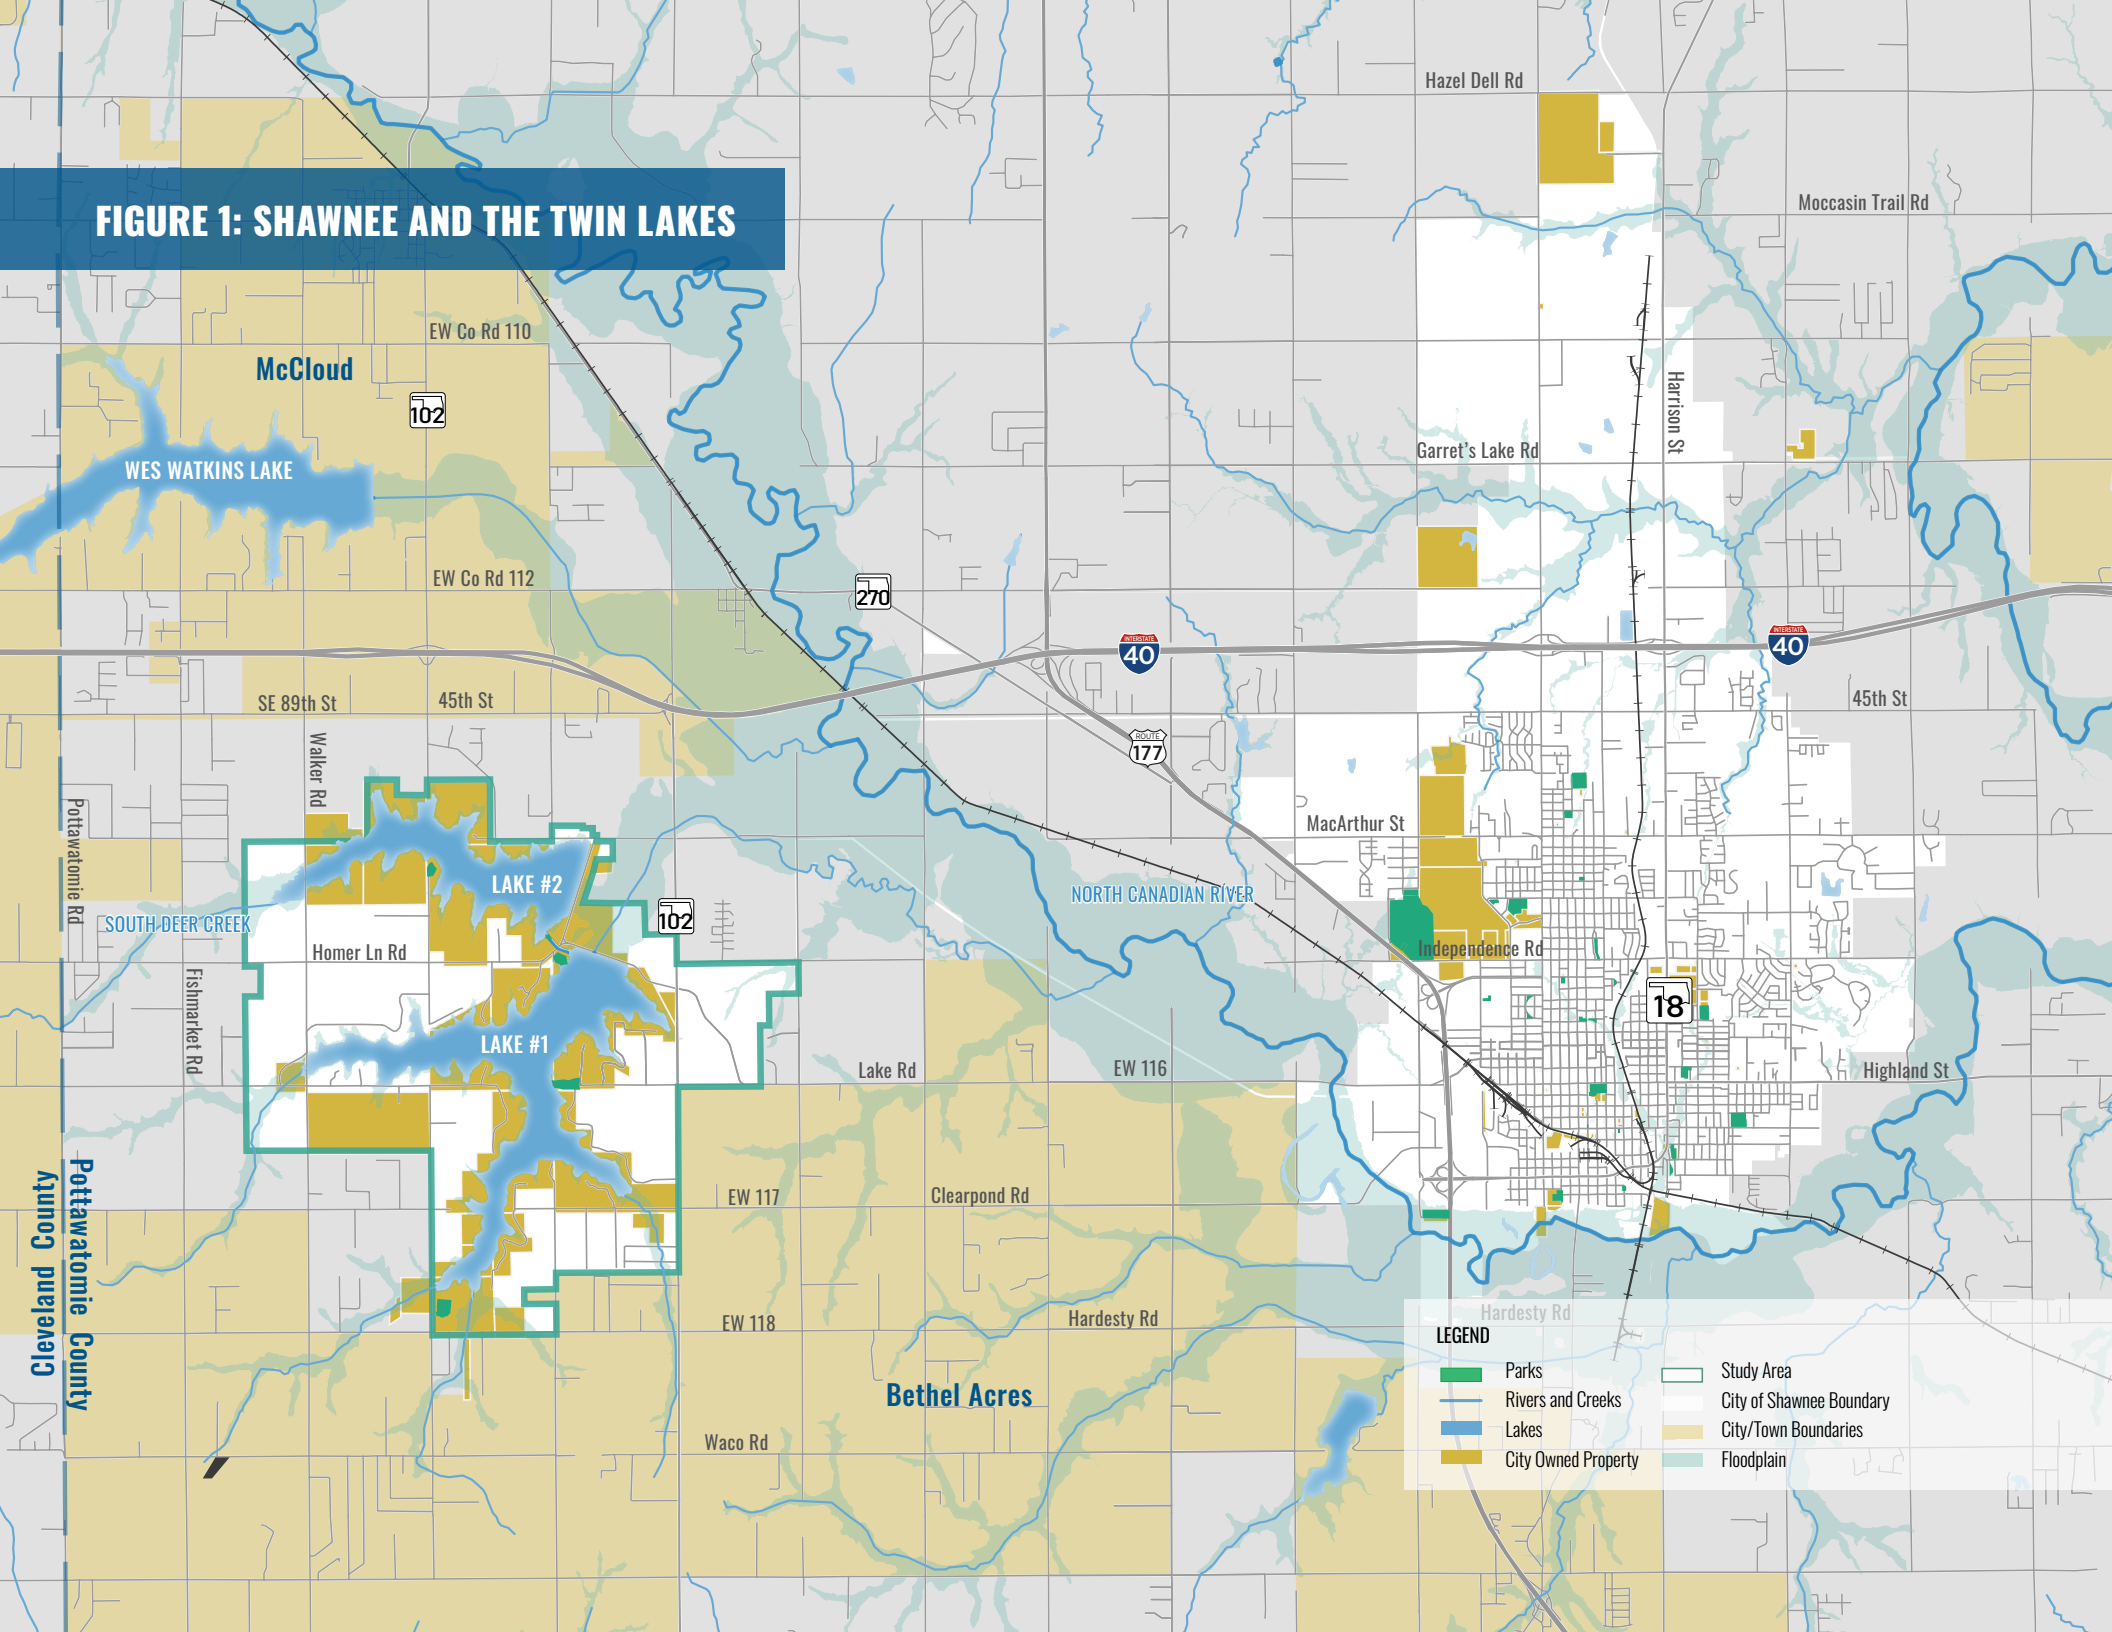 Hazel Dell Rd
Moccasin Trail Rd
FIGURE 1: SHAWNEE AND THE TWIN LAKES
EW Co Rd 110
McCloud
102
Harrison St
Garret's Lake Rd
WES WATKINS LAKE
EW Co Rd 112
270
INTERSTATE
40
INTERSTATE
40
SE 89th St
45th St
45th St
Walker Rd
ROUTE
177
Pottawatomie Rd
MacArthur St
LAKE #2
NORTH CANADIAN RIVER
102
SOUTH DEER CREEK
Homer Ln Rd
Independence Rd
Fishmarket Rd
18
LAKE #1
Lake Rd
EW 116
Highland St
Cleveland County
Pottawatomie County
EW 117
Clearpond Rd
EW 118
Hardesty Rd
Hardesty Rd
Bethel Acres
Waco Rd
LEGEND
Parks
Rivers and Creeks
Lakes
City Owned Property
Study Area
City of Shawnee Boundary
City/Town Boundaries
Floodplain